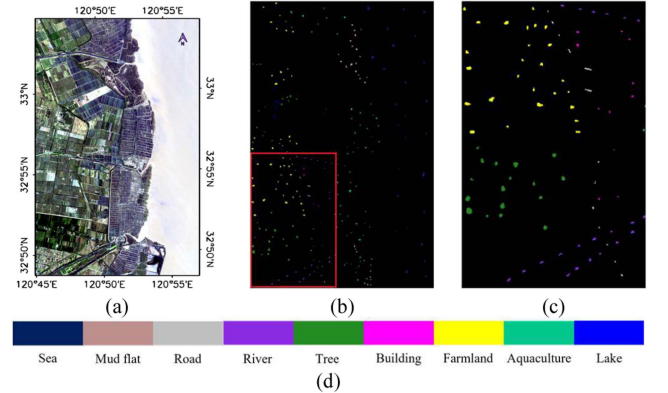 120°50'E 120°55'E
N
33°N
33°N
32°55'N
32°55'N
32°50'N
32°50'N
120°45'E 120°50'E 120°55'E
(a) (b) (c)
Sea Mud flat Road River Tree Building Farmland Aquaculture Lake
(d)